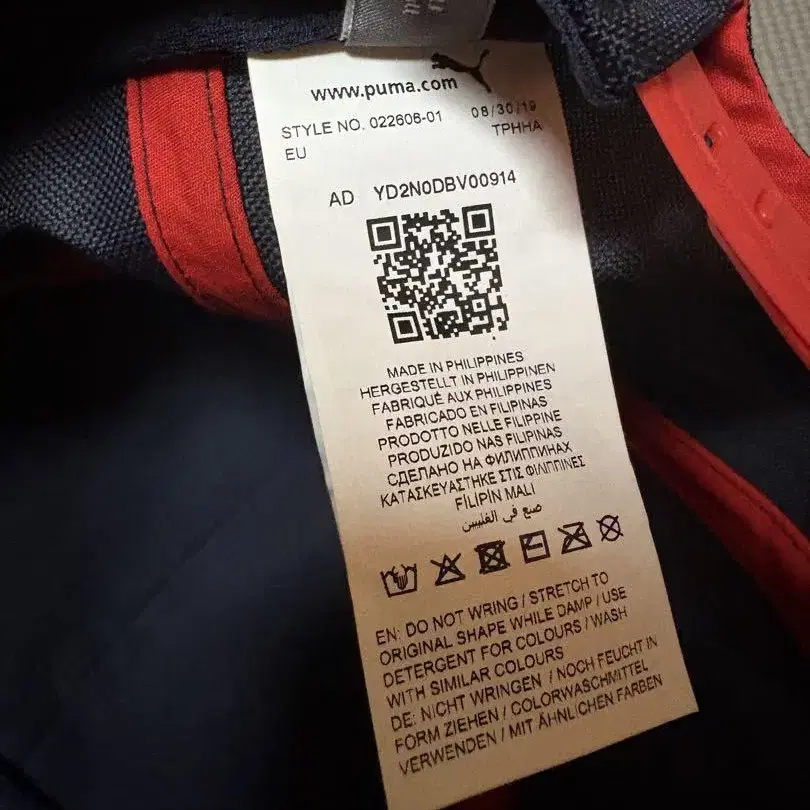 www.puma.com
STYLE NO. 022606-01 08/30/19
EU TPHHA
AD YD2N0DBV00914
MADE IN PHILIPPINES
HERGESTELLT IN PHILIPPINEN
FABRIQUÉ AUX PHILIPPINES
FABRICADO EN FILIPINAS
PRODOTTO NELLE FILIPPINE
PRODUZIDO NAS FILIPINAS
СДЕЛАНО НА ФИЛИППИНАХ
ΚΑΤΑΣΚΕΥΑΣΤΗΚΕ ΣΤΙΣ ΦΙΛΙΠΠΙΝΕΣ
FİLİPİN MALI
صنع في الفلبين
EN: DO NOT WRING / STRETCH TO
ORIGINAL SHAPE WHILE DAMP / USE
DETERGENT FOR COLOURS / WASH
WITH SIMILAR COLOURS
DE: NICHT WRINGEN / NOCH FEUCHT IN
FORM ZIEHEN / COLORWASCHMITTEL
VERWENDEN / MIT ÄHNLICHEN FARBEN